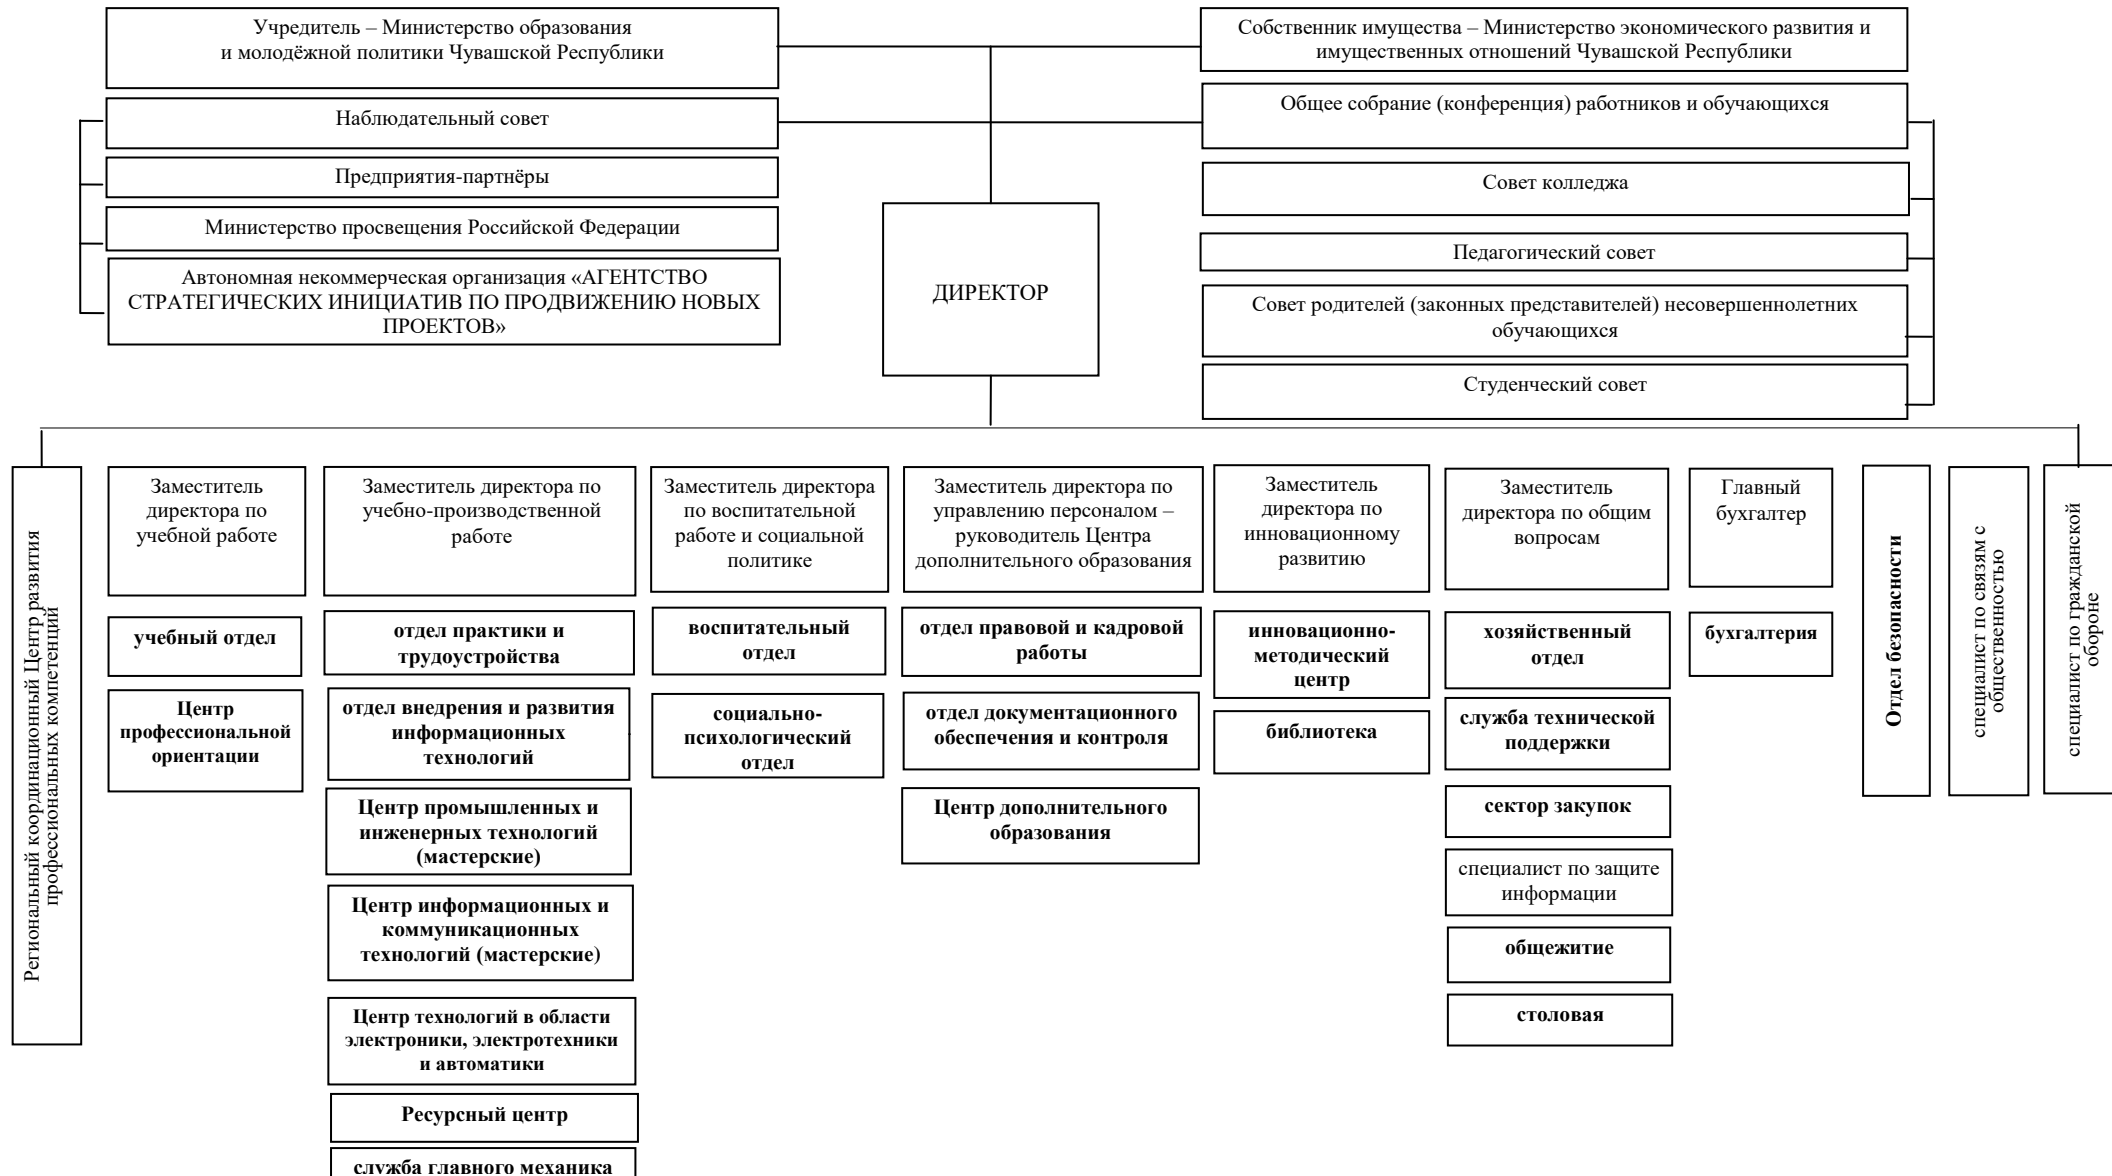 Учредитель – Министерство образования
и молодёжной политики Чувашской Республики
Собственник имущества – Министерство экономического развития и
имущественных отношений Чувашской Республики
Наблюдательный совет
Предприятия-партнёры
Министерство просвещения Российской Федерации
Автономная некоммерческая организация «АГЕНТСТВО
СТРАТЕГИЧЕСКИХ ИНИЦИАТИВ ПО ПРОДВИЖЕНИЮ НОВЫХ
ПРОЕКТОВ»
ДИРЕКТОР
Общее собрание (конференция) работников и обучающихся
Совет колледжа
Педагогический совет
Совет родителей (законных представителей) несовершеннолетних
обучающихся
Студенческий совет
Региональный координационный Центр развития
профессиональных компетенций
Заместитель
директора по
учебной работе
учебный отдел
Центр
профессиональной
ориентации
Заместитель директора по
учебно-производственной
работе
отдел практики и
трудоустройства
отдел внедрения и развития
информационных
технологий
Центр промышленных и
инженерных технологий
(мастерские)
Центр информационных и
коммуникационных
технологий (мастерские)
Центр технологий в области
электроники, электротехники
и автоматики
Ресурсный центр
служба главного механика
Заместитель директора
по воспитательной
работе и социальной
политике
воспитательный
отдел
социально-
психологический
отдел
Заместитель директора по
управлению персоналом –
руководитель Центра
дополнительного образования
отдел правовой и кадровой
работы
отдел документационного
обеспечения и контроля
Центр дополнительного
образования
Заместитель
директора по
инновационному
развитию
инновационно-
методический
центр
библиотека
Заместитель
директора по общим
вопросам
хозяйственный
отдел
служба технической
поддержки
сектор закупок
специалист по защите
информации
общежитие
столовая
Главный
бухгалтер
бухгалтерия
Отдел безопасности
специалист по связям с
общественностью
специалист по гражданской
обороне